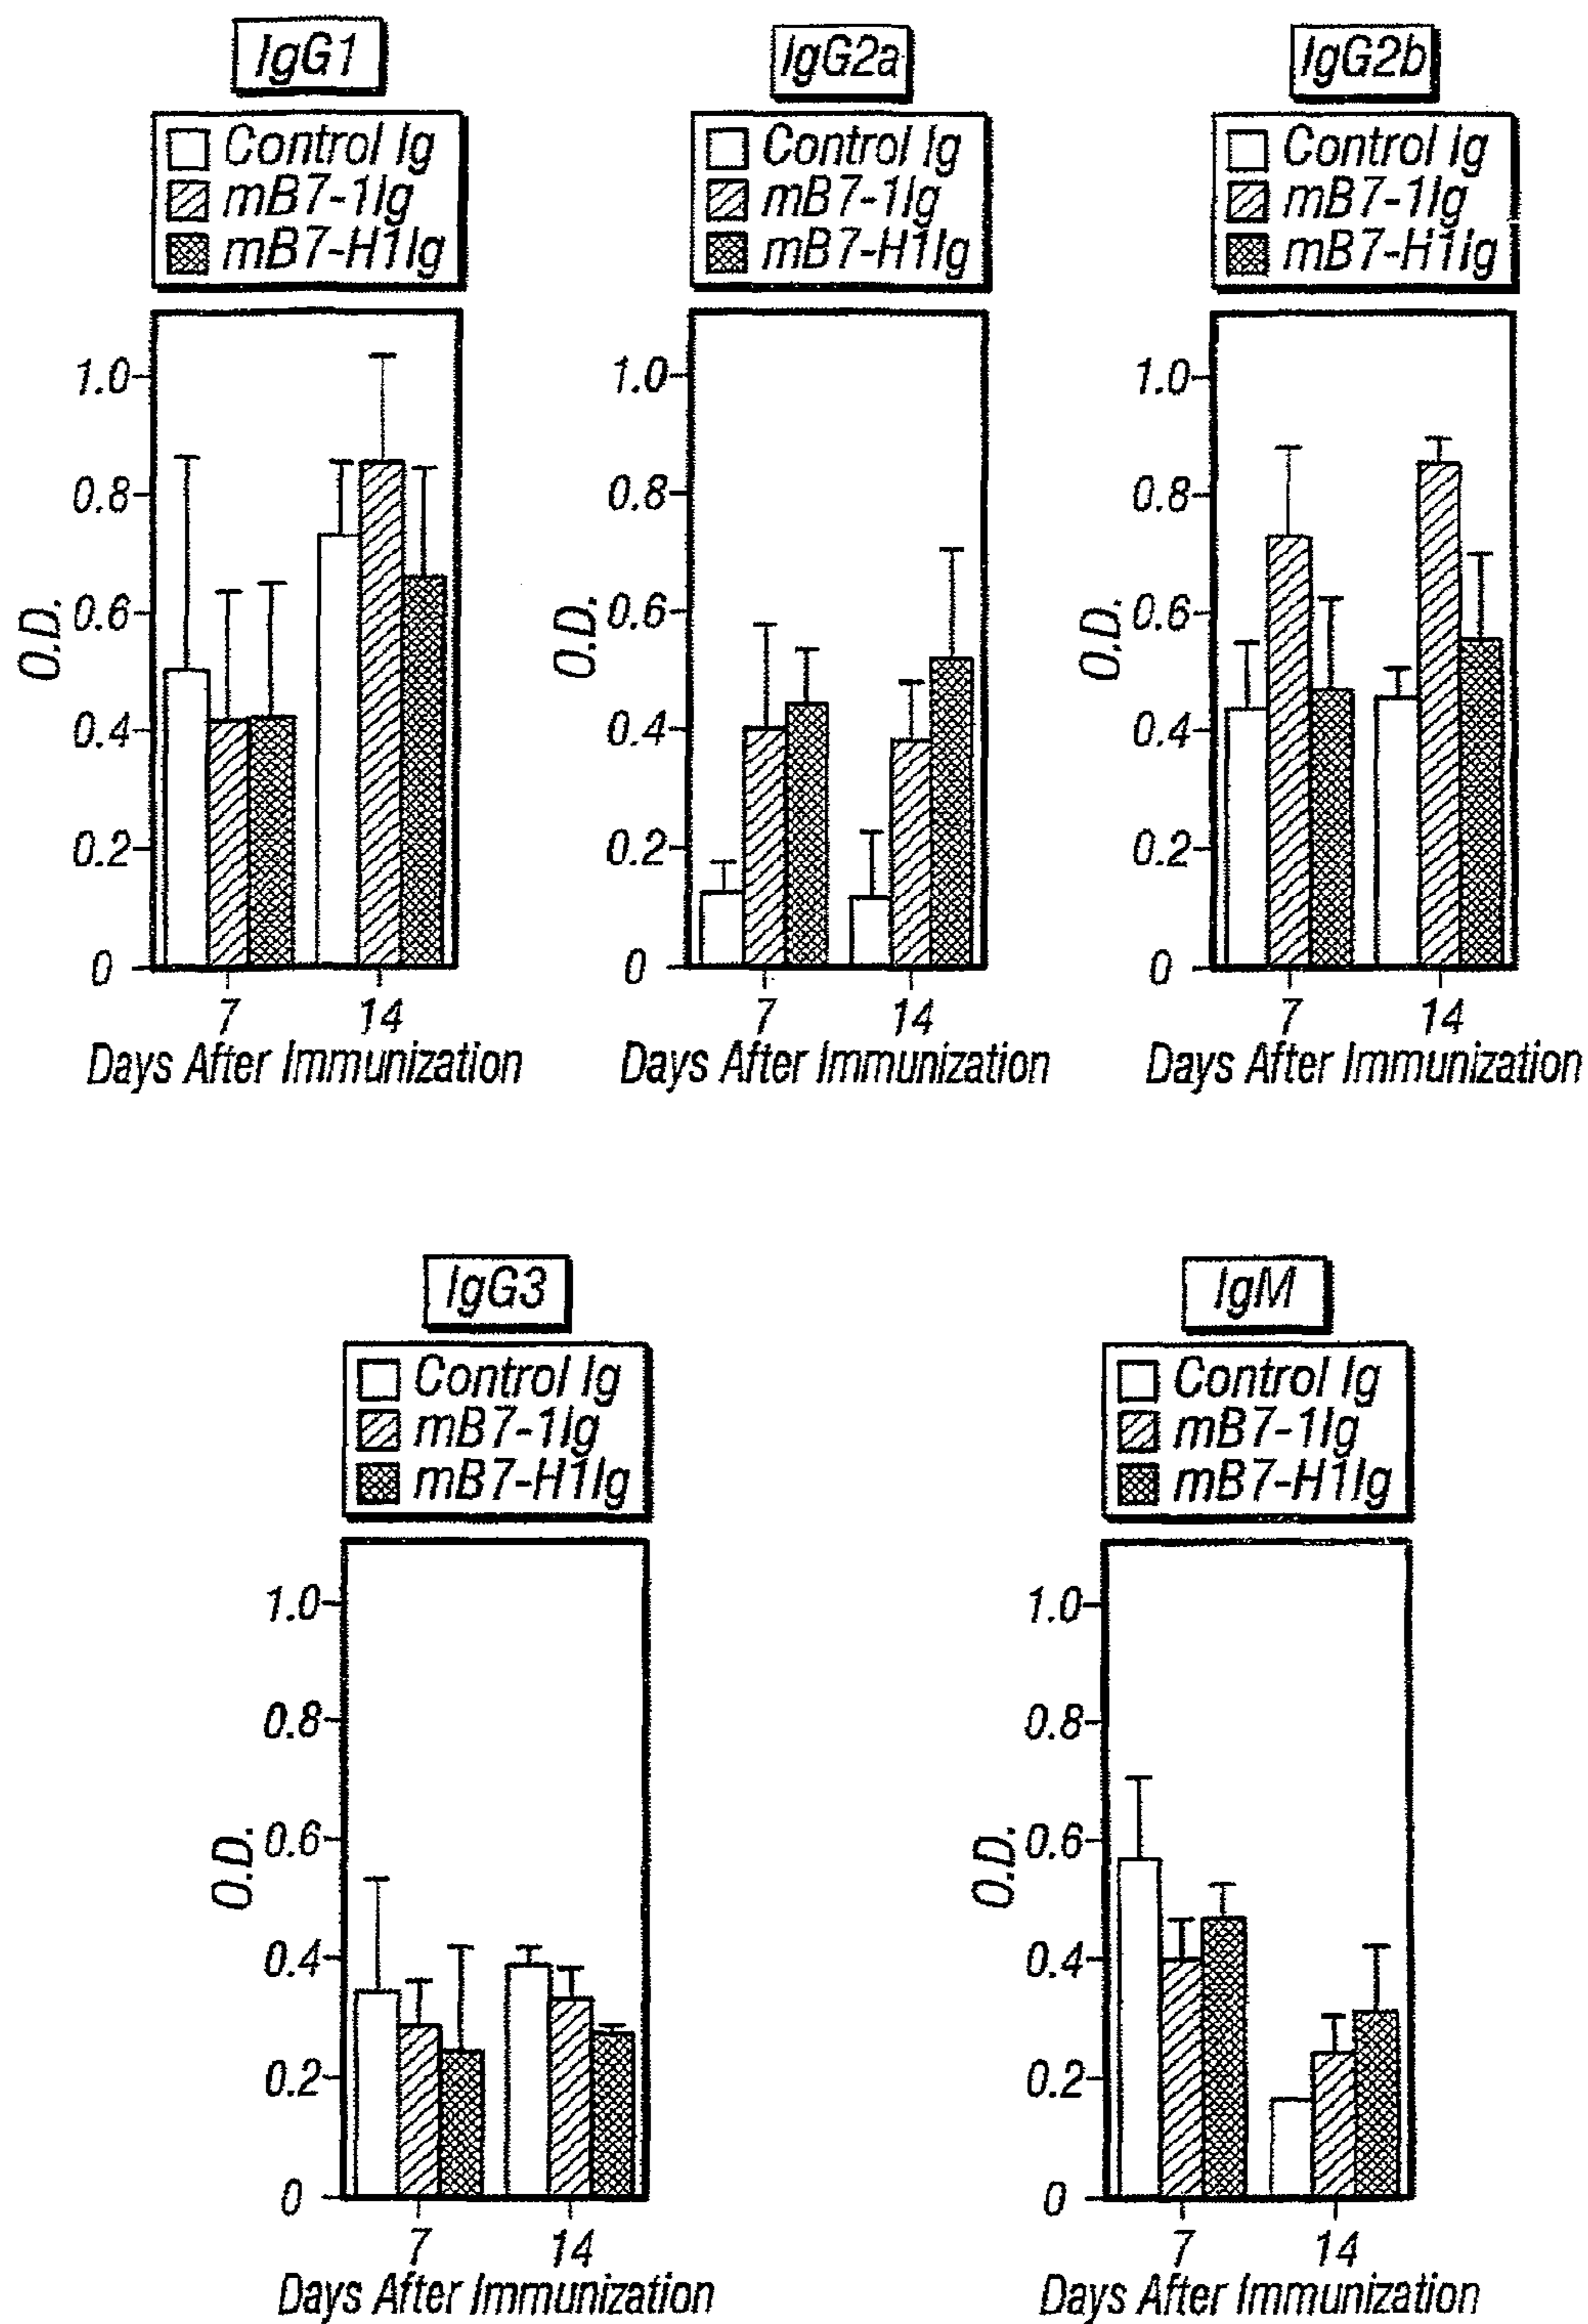 IgG1
Control Ig
mB7-1Ig
mB7-H1Ig
1.0
0.8
0.6
0.4
0.2
0
O.D.
7 14
Days After Immunization
IgG2a
Control Ig
mB7-1Ig
mB7-H1Ig
1.0
0.8
0.6
0.4
0.2
0
O.D.
7 14
Days After Immunization
IgG2b
Control Ig
mB7-1Ig
mB7-H1Ig
1.0
0.8
0.6
0.4
0.2
0
O.D.
7 14
Days After Immunization
IgG3
Control Ig
mB7-1Ig
mB7-H1Ig
1.0
0.8
0.6
0.4
0.2
0
O.D.
7 14
Days After Immunization
IgM
Control Ig
mB7-1Ig
mB7-H1Ig
1.0
0.8
0.6
0.4
0.2
0
O.D.
7 14
Days After Immunization